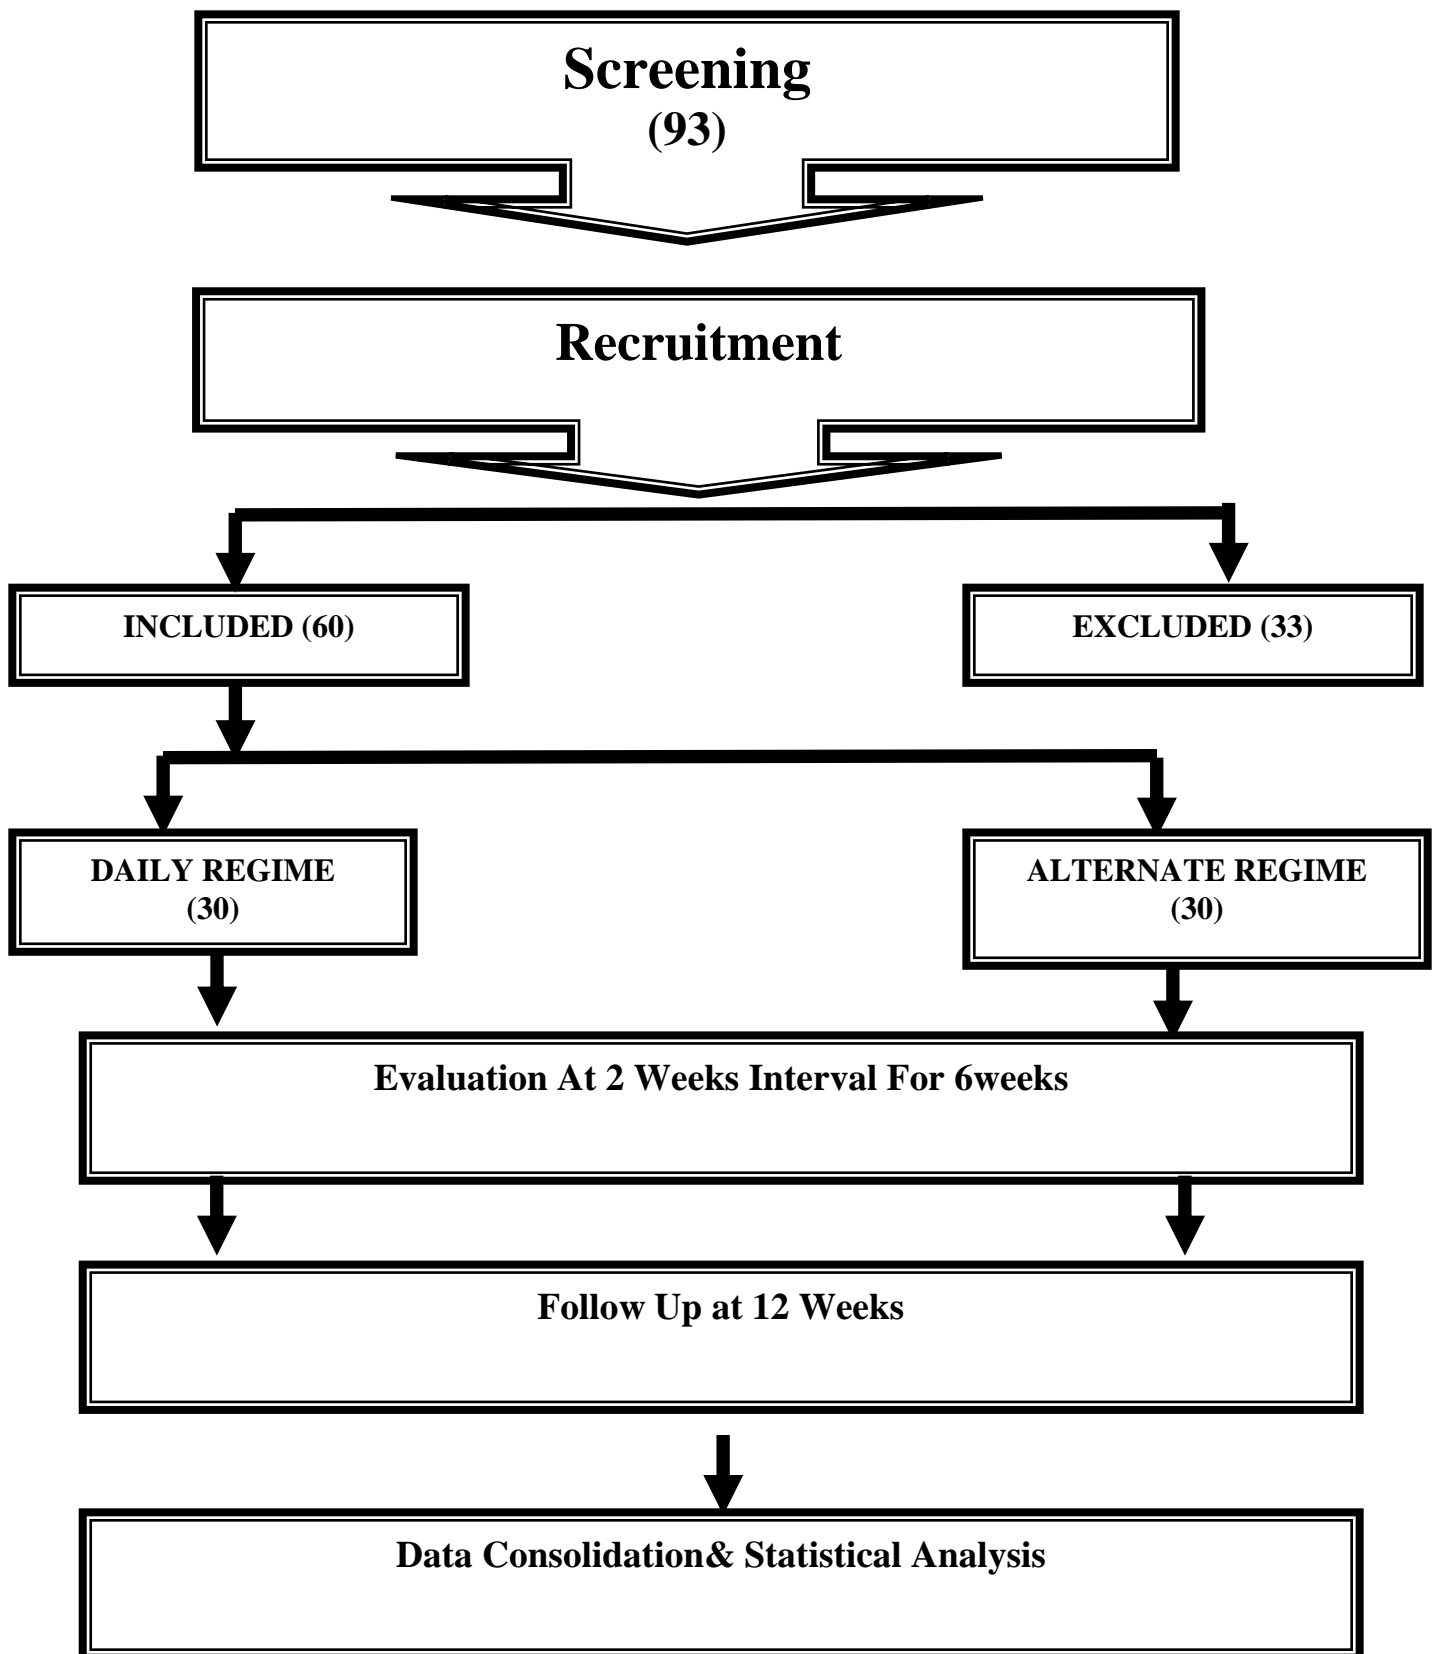 Screening
(93)
Recruitment
INCLUDED (60)
EXCLUDED (33)
DAILY REGIME
(30)
ALTERNATE REGIME
(30)
Evaluation At 2 Weeks Interval For 6weeks
Follow Up at 12 Weeks
Data Consolidation& Statistical Analysis